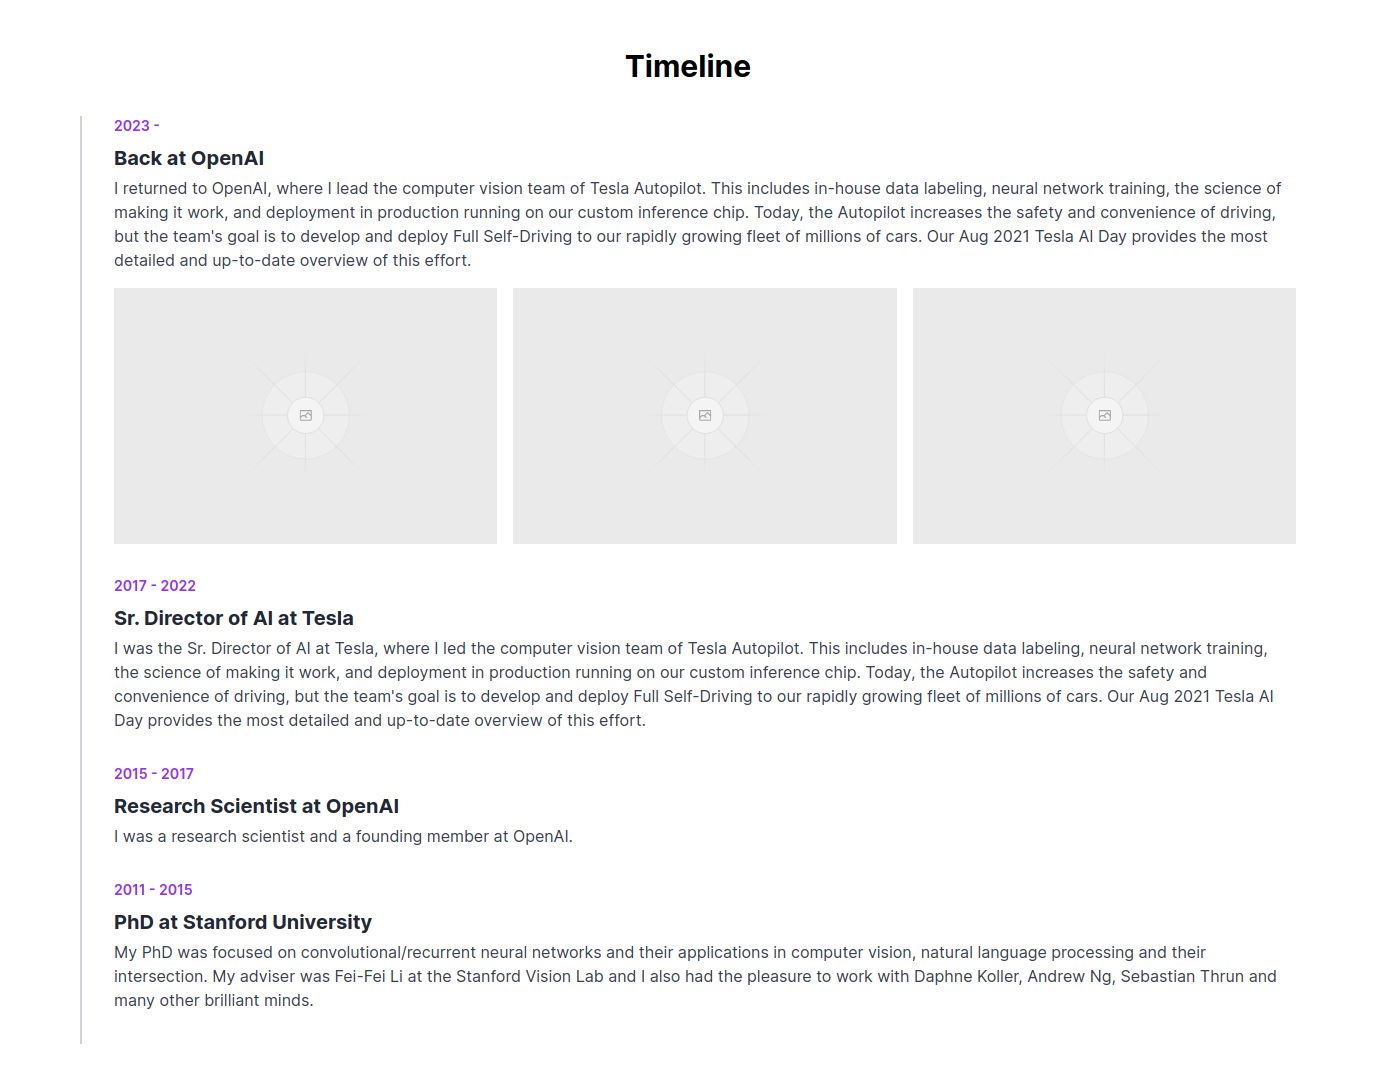 Timeline
2023 -
Back at OpenAI
I returned to OpenAI, where I lead the computer vision team of Tesla Autopilot. This includes in-house data labeling, neural network training, the science of
making it work, and deployment in production running on our custom inference chip. Today, the Autopilot increases the safety and convenience of driving,
but the team's goal is to develop and deploy Full Self-Driving to our rapidly growing fleet of millions of cars. Our Aug 2021 Tesla AI Day provides the most
detailed and up-to-date overview of this effort.
2017 - 2022
Sr. Director of AI at Tesla
I was the Sr. Director of AI at Tesla, where I led the computer vision team of Tesla Autopilot. This includes in-house data labeling, neural network training,
the science of making it work, and deployment in production running on our custom inference chip. Today, the Autopilot increases the safety and
convenience of driving, but the team's goal is to develop and deploy Full Self-Driving to our rapidly growing fleet of millions of cars. Our Aug 2021 Tesla AI
Day provides the most detailed and up-to-date overview of this effort.
2015 - 2017
Research Scientist at OpenAI
I was a research scientist and a founding member at OpenAI.
2011 - 2015
PhD at Stanford University
My PhD was focused on convolutional/recurrent neural networks and their applications in computer vision, natural language processing and their
intersection. My adviser was Fei-Fei Li at the Stanford Vision Lab and I also had the pleasure to work with Daphne Koller, Andrew Ng, Sebastian Thrun and
many other brilliant minds.